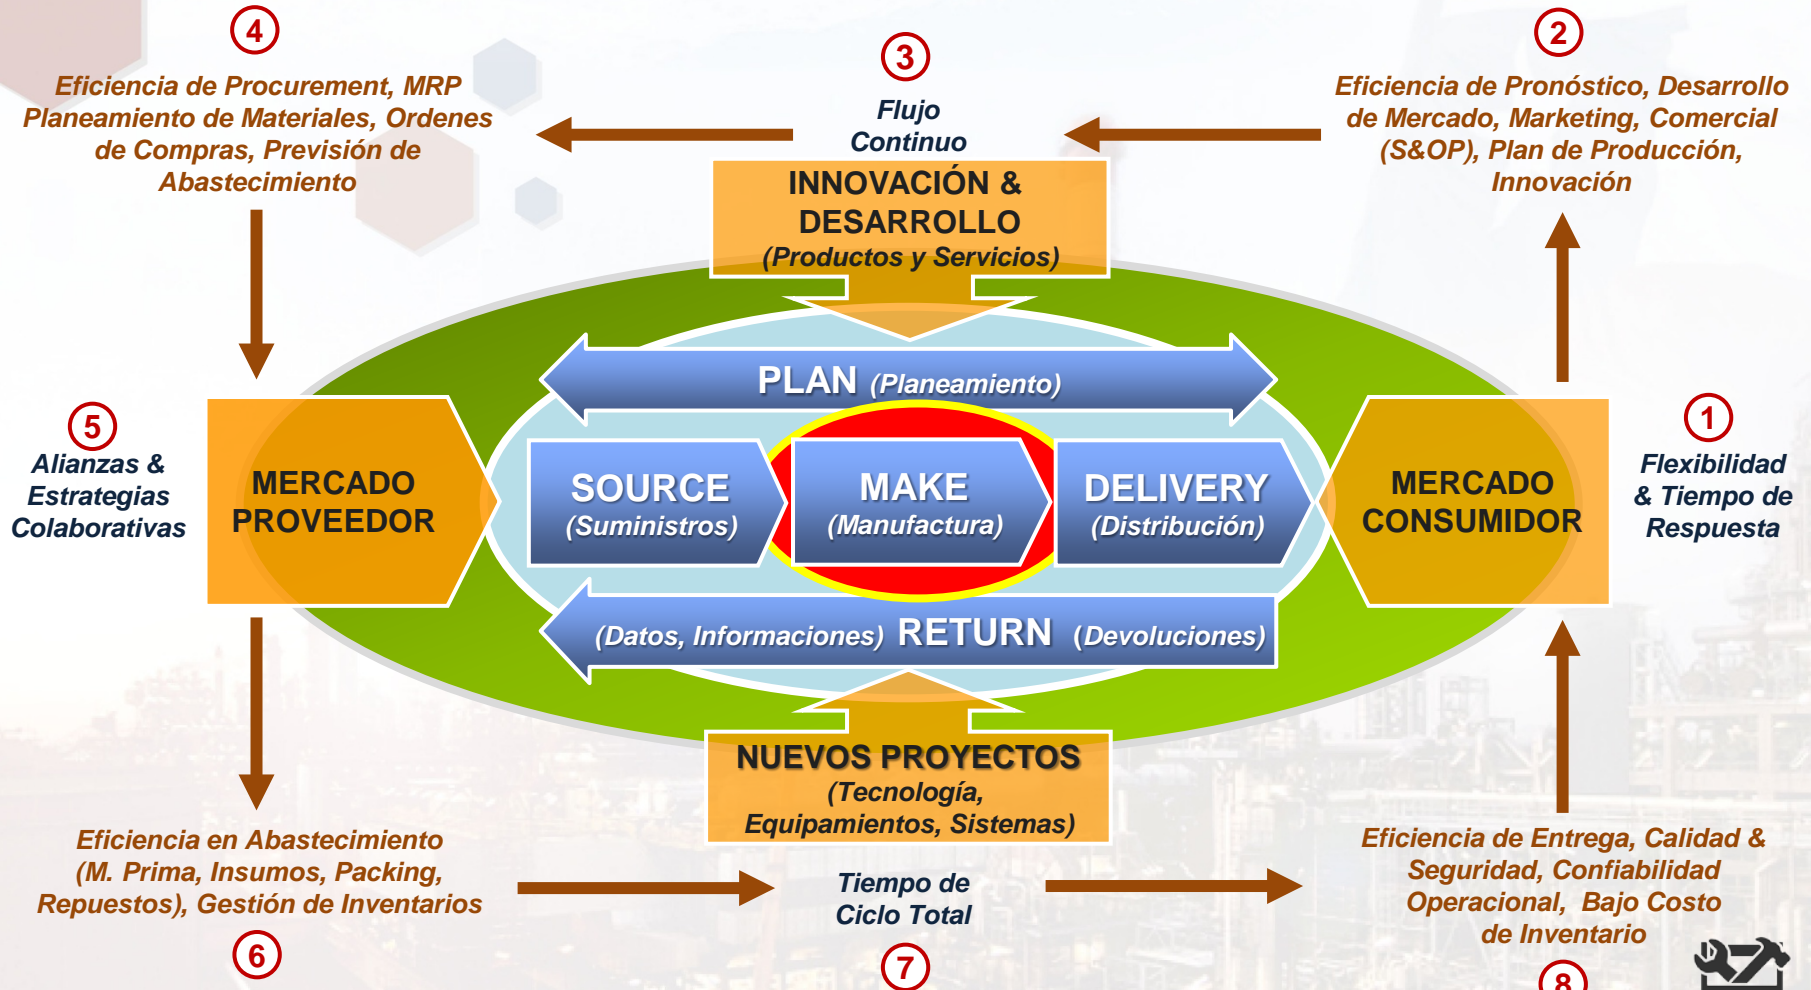 4
Eficiencia de Procurement, MRP
Planeamiento de Materiales, Ordenes
de Compras, Previsión de
Abastecimiento
3
Flujo
Continuo
2
Eficiencia de Pronóstico, Desarrollo
de Mercado, Marketing, Comercial
(S&OP), Plan de Producción,
Innovación
INNOVACIÓN &
DESARROLLO
(Productos y Servicios)
PLAN (Planeamiento)
5
Alianzas &
Estrategias
Colaborativas
MERCADO
PROVEEDOR
SOURCE
(Suministros)
MAKE
(Manufactura)
DELIVERY
(Distribución)
MERCADO
CONSUMIDOR
1
Flexibilidad
& Tiempo de
Respuesta
(Datos, Informaciones) RETURN (Devoluciones)
NUEVOS PROYECTOS
(Tecnología,
Equipamientos, Sistemas)
Eficiencia en Abastecimiento
(M. Prima, Insumos, Packing,
Repuestos), Gestión de Inventarios
6
Tiempo de
Ciclo Total
7
Eficiencia de Entrega, Calidad &
Seguridad, Confiabilidad
Operacional, Bajo Costo
de Inventario
8